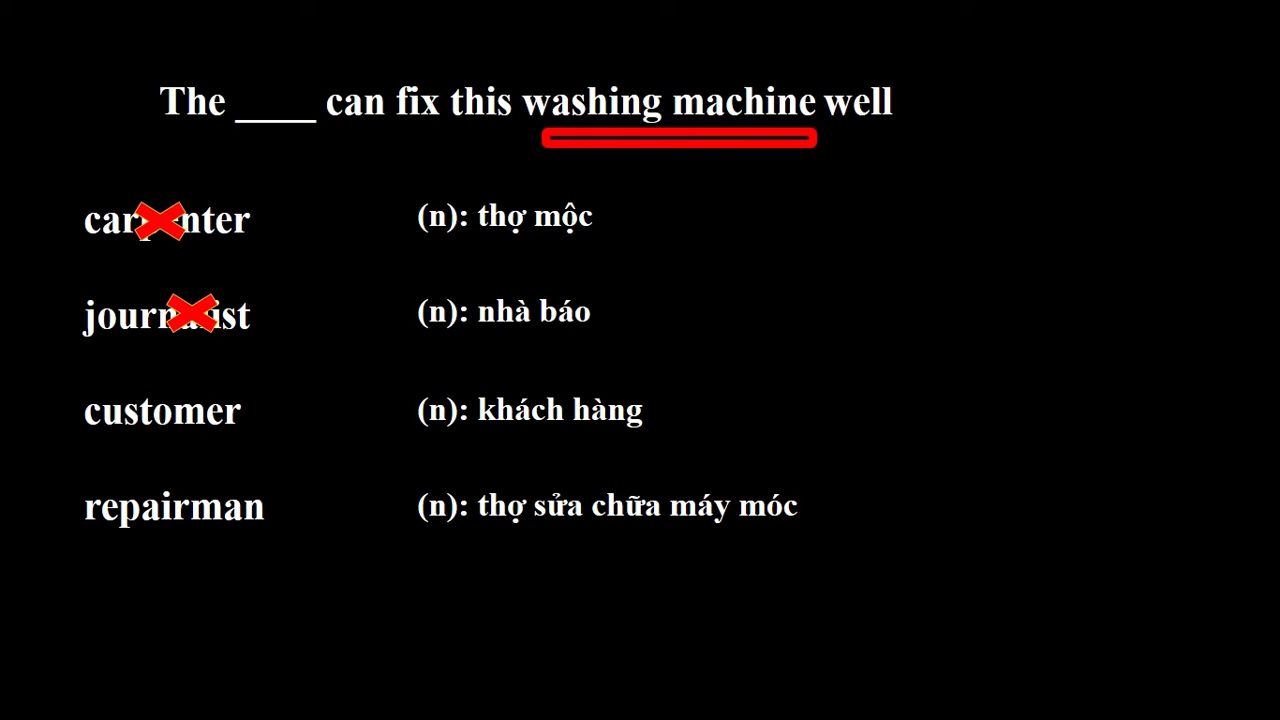 The ____ can fix this washing machine well
carpenter (n): thợ mộc
journalist (n): nhà báo
customer (n): khách hàng
repairman (n): thợ sửa chữa máy móc